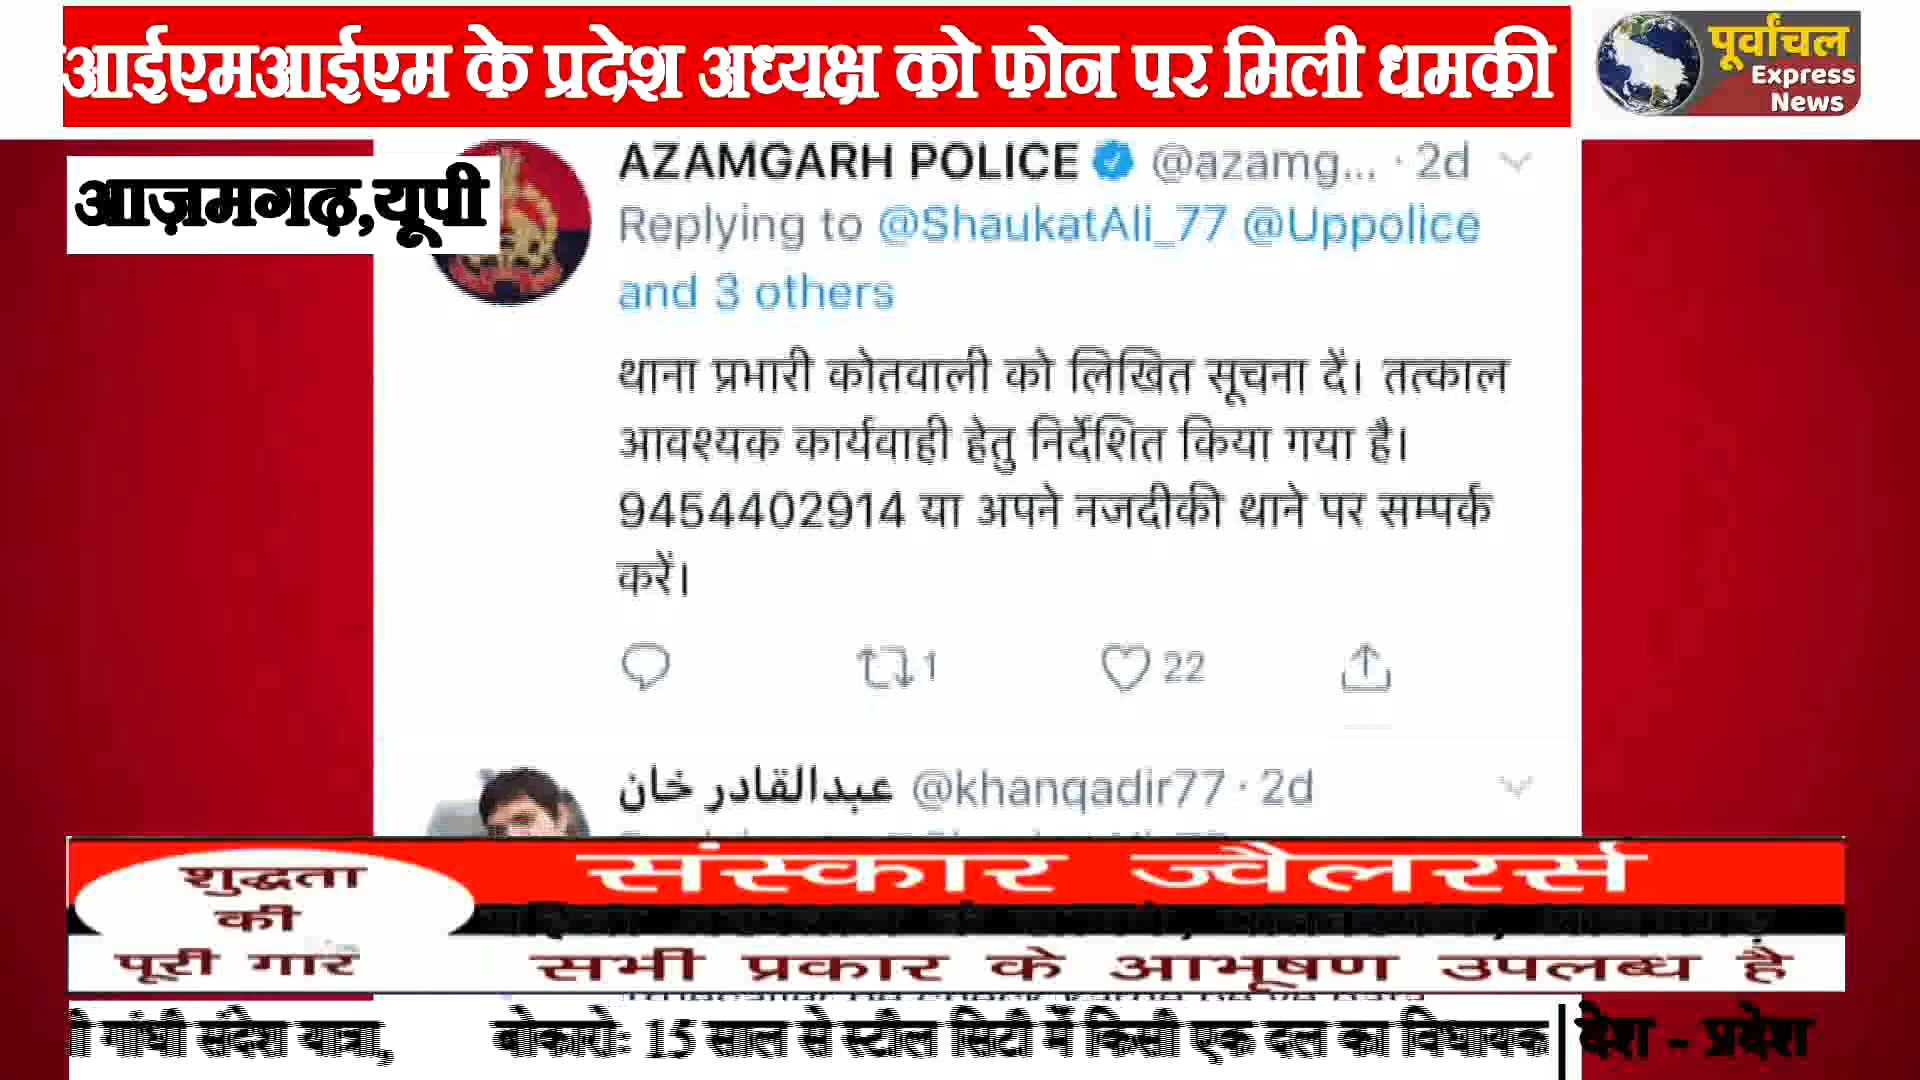 आईएमआईएम के प्रदेश अध्यक्ष को फोन पर मिली धमकी
पूर्वांचल
Express
News
आज़मगढ़,यूपी
AZAMGARH POLICE @azamg... · 2d
Replying to @ShaukatAli_77 @Uppolice
and 3 others
थाना प्रभारी कोतवाली को लिखित सूचना दें। तत्काल
आवश्यक कार्यवाही हेतु निर्देशित किया गया है।
9454402914 या अपने नजदीकी थाने पर सम्पर्क
करें।
1 22
عبدالقادر خان @khanqadir77 · 2d
शुद्धता
की
पूरी गारं
संस्कार ज्वैलरर्स
सभी प्रकार के आभूषण उपलब्ध है
गांधी संदेश यात्रा, बोकारो: 15 साल से स्टील सिटी में किसी एक दल का विधायक
देश - प्रदेश